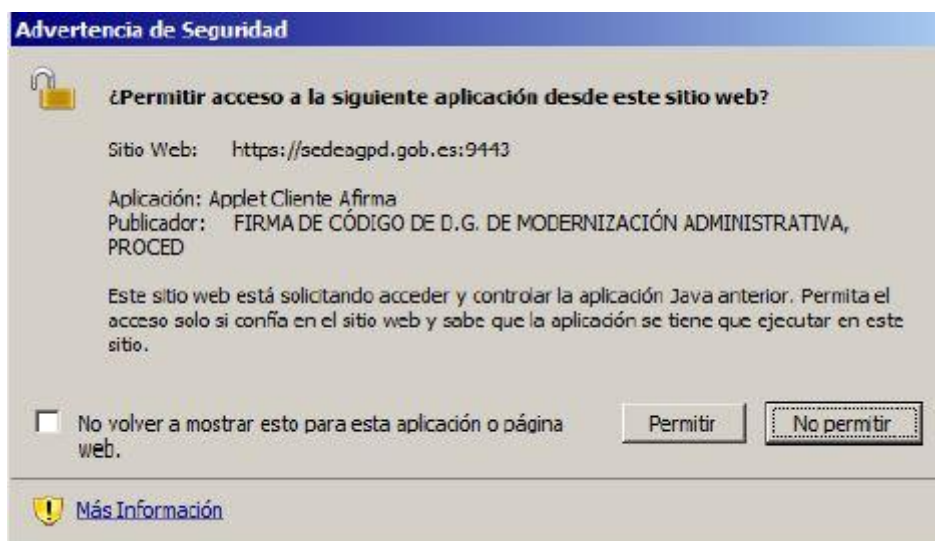 Advertencia de Seguridad
¿Permitir acceso a la siguiente aplicación desde este sitio web?
Sitio Web: https://sedeagpd.gob.es:9443
Aplicación: Applet Cliente Afirma
Publicador: FIRMA DE CÓDIGO DE D.G. DE MODERNIZACIÓN ADMINISTRATIVA,
PROCED
Este sitio web está solicitando acceder y controlar la aplicación Java anterior. Permita el
acceso solo si confía en el sitio web y sabe que la aplicación se tiene que ejecutar en este
sitio.
No volver a mostrar esto para esta aplicación o página
web.
Permitir
No permitir
Más Información